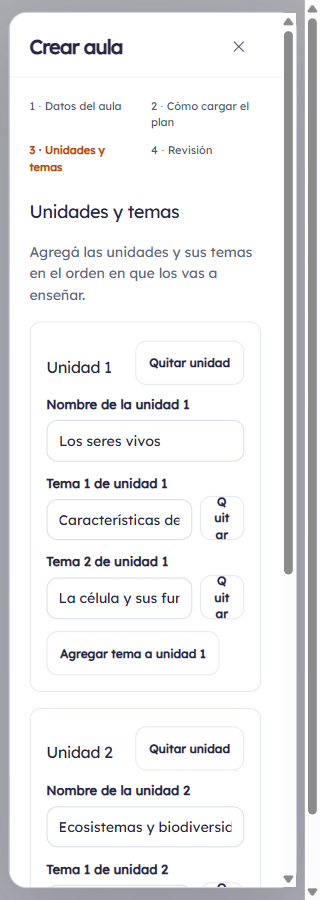 Crear aula
1 · Datos del aula
2 · Cómo cargar el
plan
3 · Unidades y
temas
4 · Revisión
Unidades y temas
Agregá las unidades y sus temas
en el orden en que los vas a
enseñar.
Unidad 1
Quitar unidad
Nombre de la unidad 1
Los seres vivos
Tema 1 de unidad 1
Características de
Q
uit
ar
Tema 2 de unidad 1
La célula y sus fur
Q
uit
ar
Agregar tema a unidad 1
Unidad 2
Quitar unidad
Nombre de la unidad 2
Ecosistemas y biodiversid
Tema 1 de unidad 2